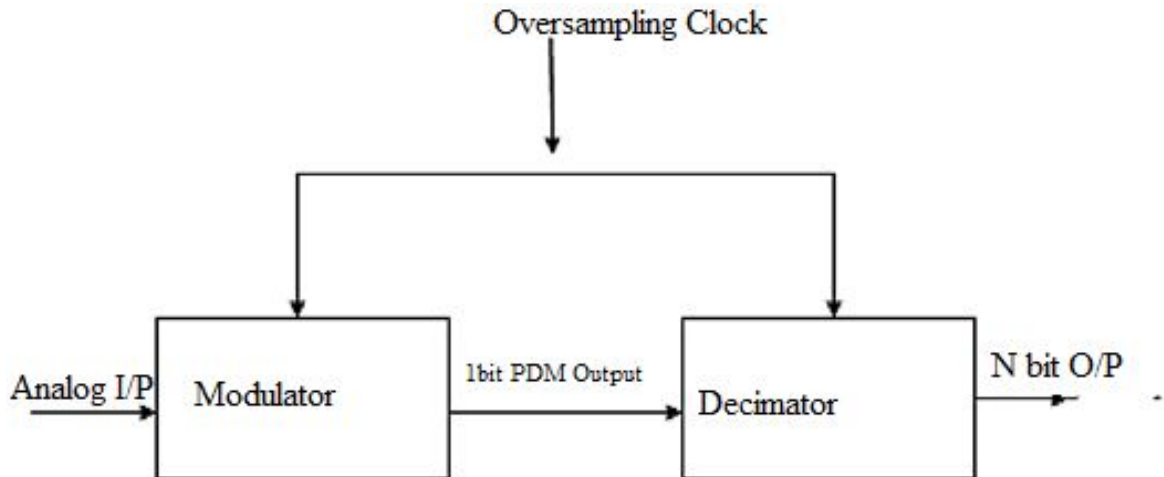 Oversampling Clock
Analog I/P
Modulator
1bit PDM Output
Decimator
N bit O/P